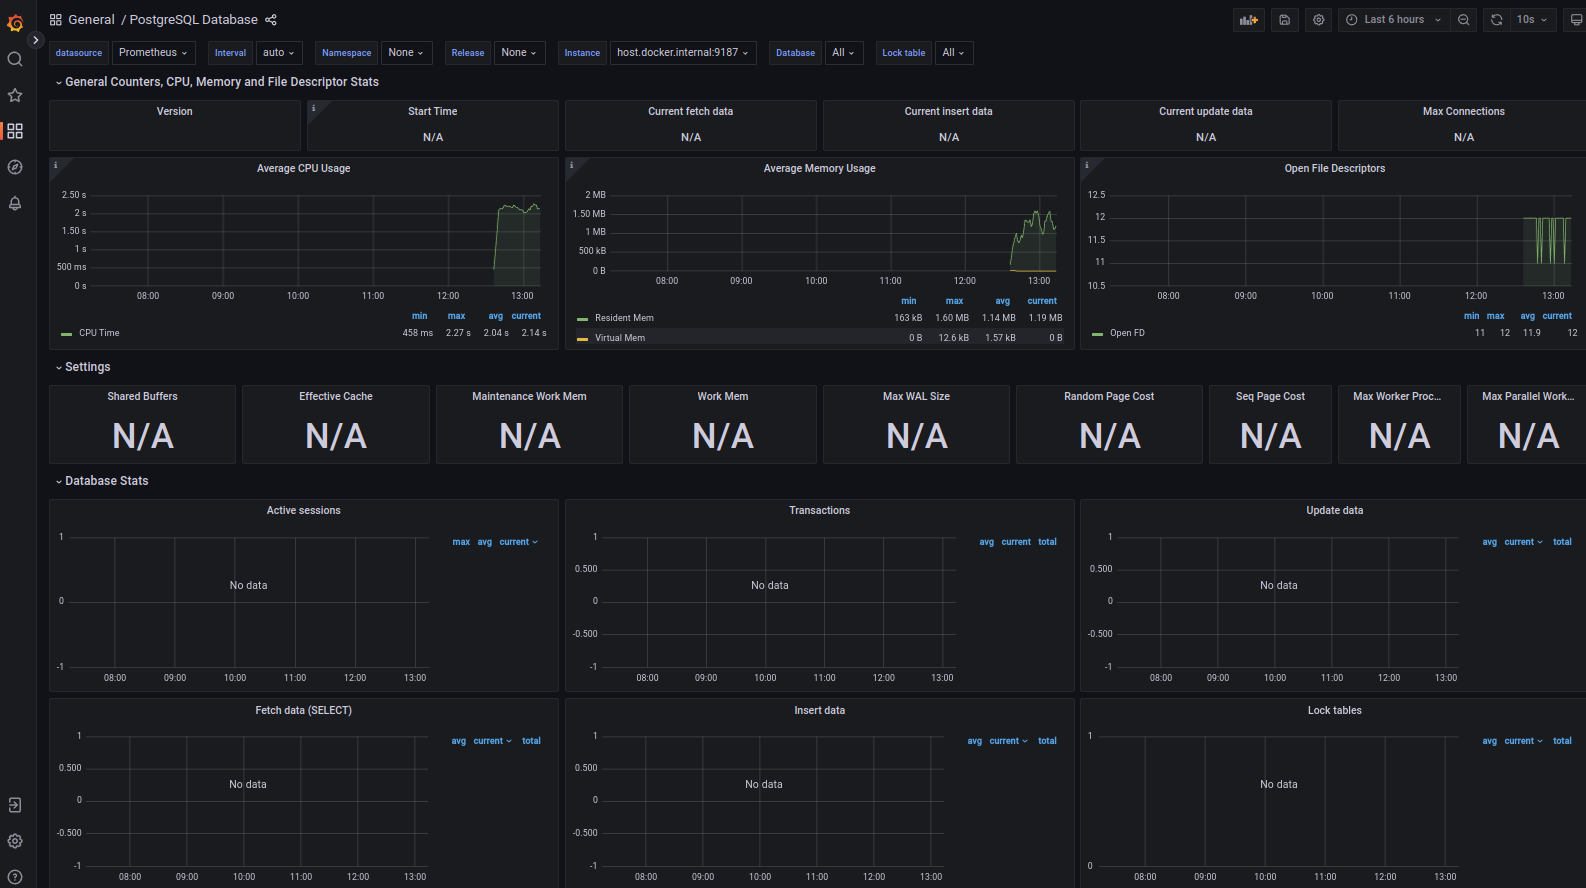 General / PostgreSQL Database
Last 6 hours
10s
datasource Prometheus Interval auto Namespace None Release None Instance host.docker.internal:9187 Database All Lock table All
General Counters, CPU, Memory and File Descriptor Stats
Version
Start Time
N/A
Current fetch data
N/A
Current insert data
N/A
Current update data
N/A
Max Connections
N/A
Average CPU Usage
2.50 s
2 s
1.50 s
1 s
500 ms
0 s
08:00 09:00 10:00 11:00 12:00 13:00
min max avg current
CPU Time 458 ms 2.27 s 2.04 s 2.14 s
Average Memory Usage
2 MB
1.50 MB
1 MB
500 kB
0 B
08:00 09:00 10:00 11:00 12:00 13:00
min max avg current
Resident Mem 163 kB 1.60 MB 1.14 MB 1.19 MB
Virtual Mem 0 B 12.6 kB 1.57 kB 0 B
Open File Descriptors
12.5
12
11.5
11
10.5
08:00 09:00 10:00 11:00 12:00 13:00
min max avg current
Open FD 11 12 11.9 12
Settings
Shared Buffers
N/A
Effective Cache
N/A
Maintenance Work Mem
N/A
Work Mem
N/A
Max WAL Size
N/A
Random Page Cost
N/A
Seq Page Cost
N/A
Max Worker Proc...
N/A
Max Parallel Work...
N/A
Database Stats
Active sessions
max avg current
1
0
-1
No data
08:00 09:00 10:00 11:00 12:00 13:00
Transactions
avg current total
1
0.500
0
-0.500
-1
No data
08:00 09:00 10:00 11:00 12:00 13:00
Update data
avg current total
1
0.500
0
-0.500
-1
No data
08:00 09:00 10:00 11:00 12:00 13:00
Fetch data (SELECT)
avg current total
1
0.500
0
-0.500
-1
No data
08:00 09:00 10:00 11:00 12:00 13:00
Insert data
avg current total
1
0.500
0
-0.500
-1
No data
08:00 09:00 10:00 11:00 12:00 13:00
Lock tables
avg current total
1
0
No data
08:00 09:00 10:00 11:00 12:00 13:00